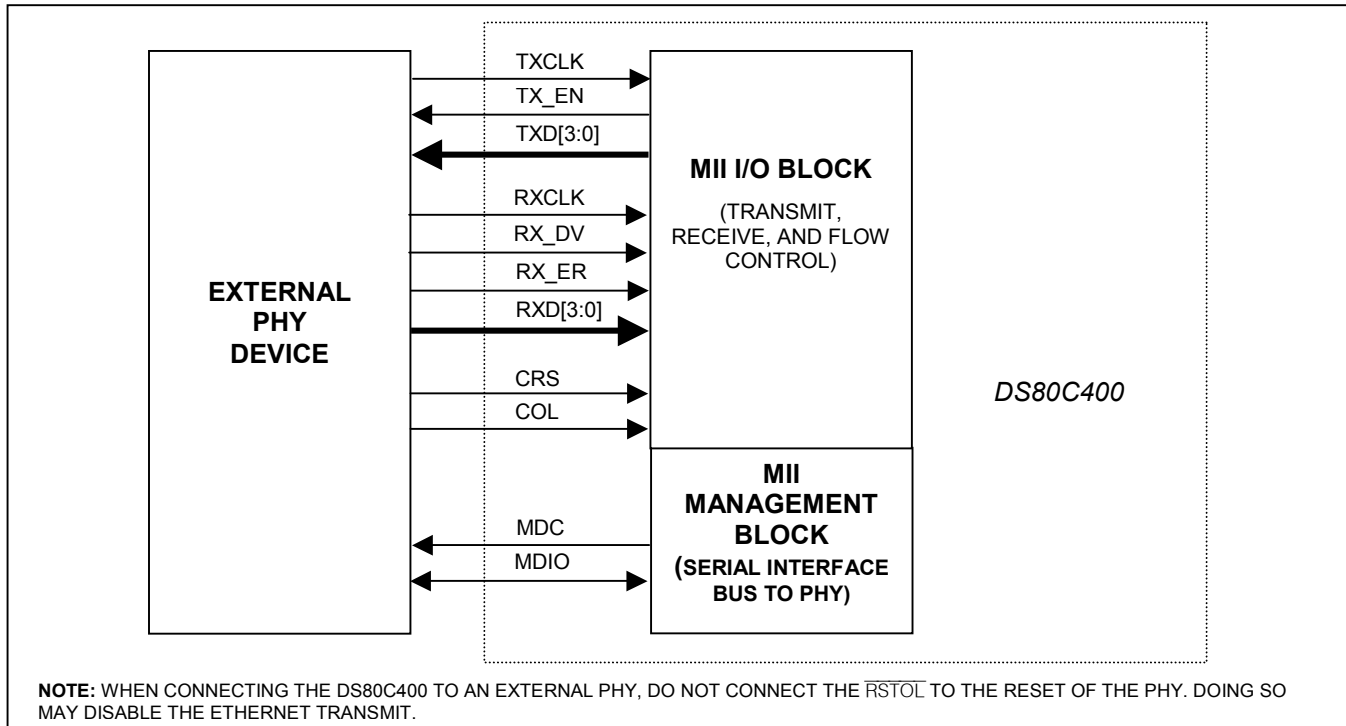 TXCLK
TX_EN
TXD[3:0]
RXCLK
RX_DV
RX_ER
RXD[3:0]
CRS
COL
MDC
MDIO
EXTERNAL
PHY
DEVICE
MII I/O BLOCK
(TRANSMIT,
RECEIVE, AND FLOW
CONTROL)
MII
MANAGEMENT
BLOCK
(SERIAL INTERFACE
BUS TO PHY)
DS80C400
NOTE: WHEN CONNECTING THE DS80C400 TO AN EXTERNAL PHY, DO NOT CONNECT THE RSTOL TO THE RESET OF THE PHY. DOING SO
MAY DISABLE THE ETHERNET TRANSMIT.